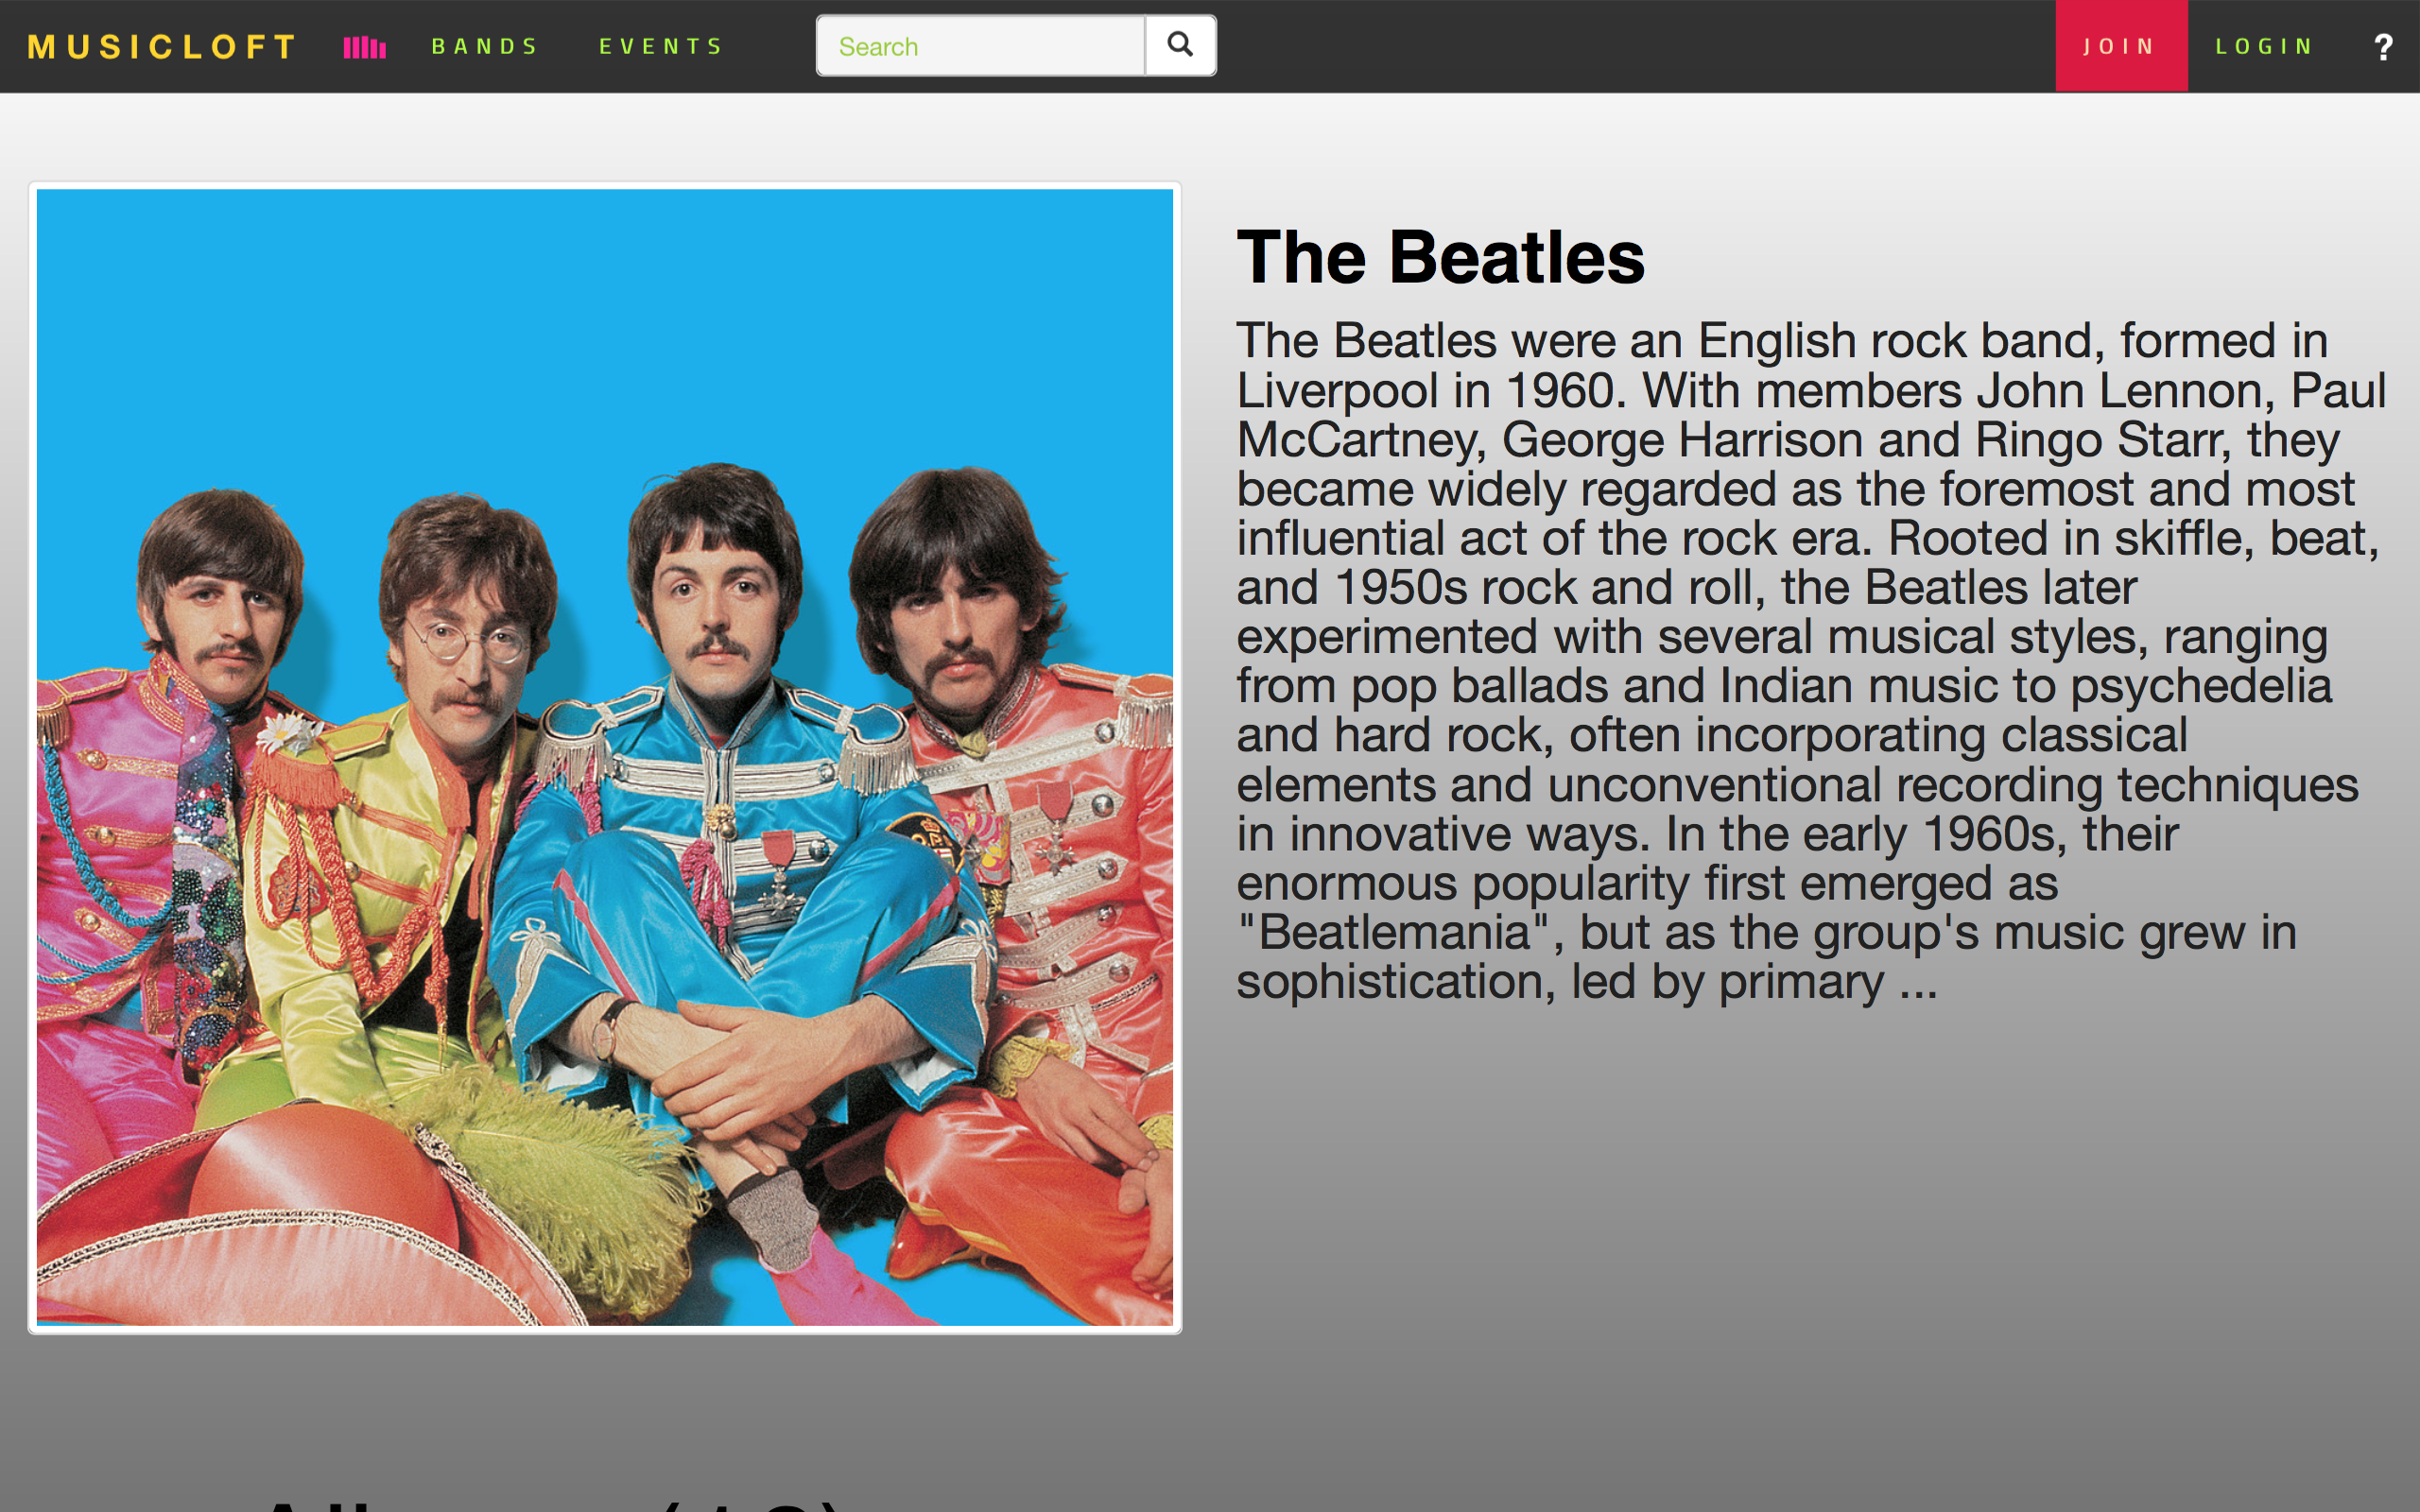 MUSICLOFT BANDS EVENTS Search JOIN LOGIN ?
The Beatles
The Beatles were an English rock band, formed in
Liverpool in 1960. With members John Lennon, Paul
McCartney, George Harrison and Ringo Starr, they
became widely regarded as the foremost and most
influential act of the rock era. Rooted in skiffle, beat,
and 1950s rock and roll, the Beatles later
experimented with several musical styles, ranging
from pop ballads and Indian music to psychedelia
and hard rock, often incorporating classical
elements and unconventional recording techniques
in innovative ways. In the early 1960s, their
enormous popularity first emerged as
"Beatlemania", but as the group's music grew in
sophistication, led by primary ...